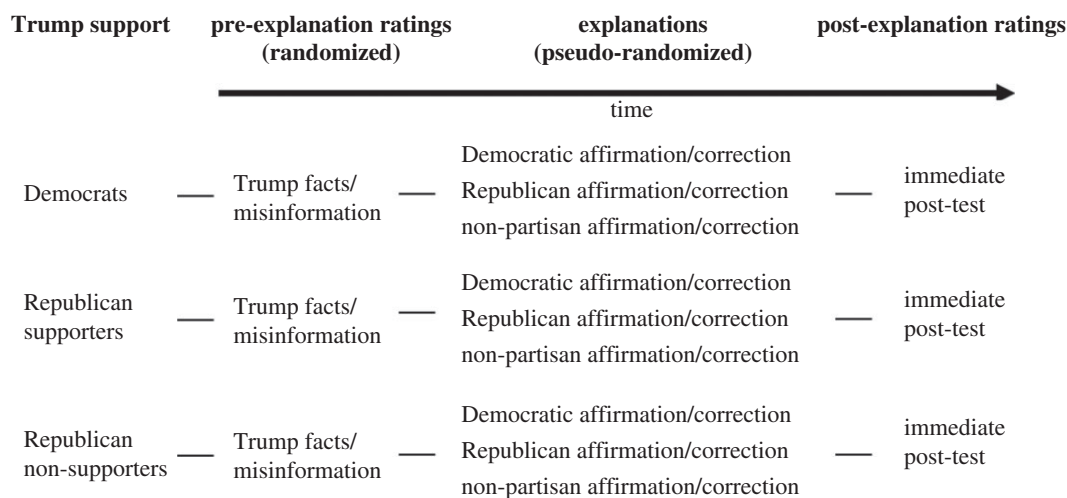 Trump support
pre-explanation ratings
(randomized)
explanations
(pseudo-randomized)
post-explanation ratings
time
Democrats
Trump facts/
misinformation
Democratic affirmation/correction
Republican affirmation/correction
non-partisan affirmation/correction
immediate
post-test
Republican
supporters
Trump facts/
misinformation
Democratic affirmation/correction
Republican affirmation/correction
non-partisan affirmation/correction
immediate
post-test
Republican
non-supporters
Trump facts/
misinformation
Democratic affirmation/correction
Republican affirmation/correction
non-partisan affirmation/correction
immediate
post-test